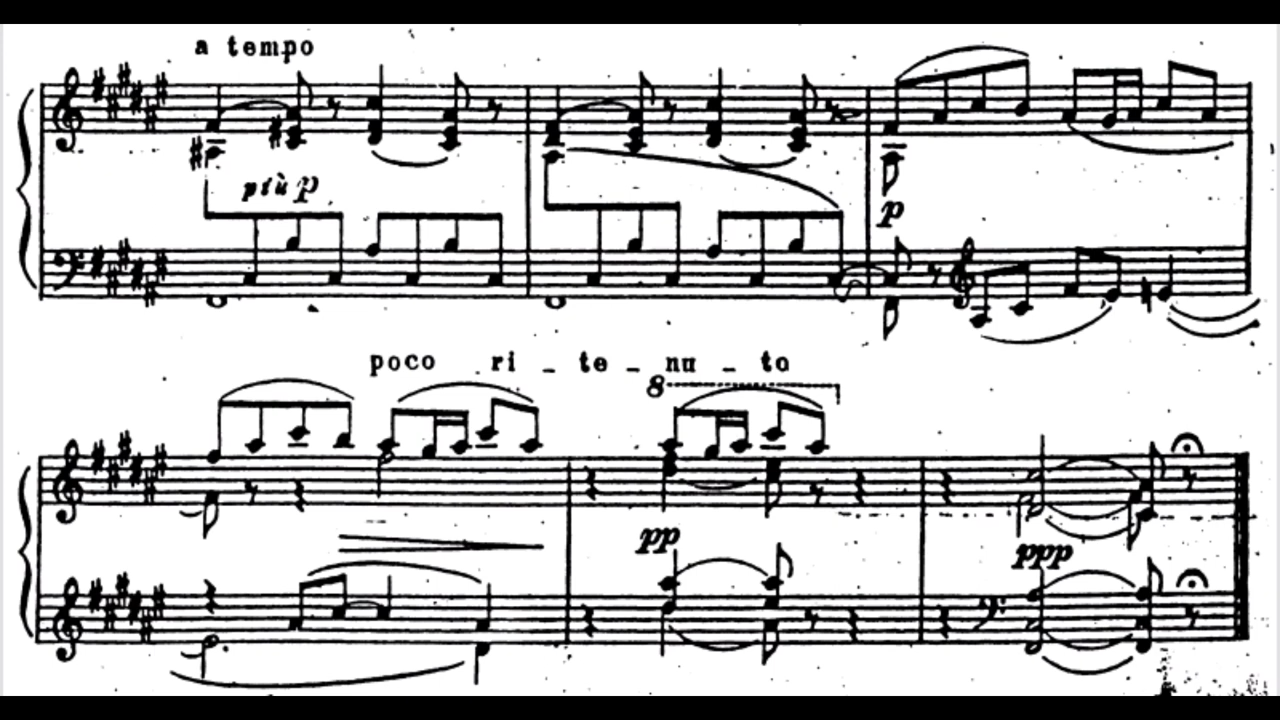 a tempo
più p
p
poco ri - te - nu - to
8
pp
ppp